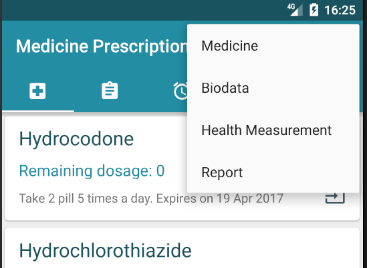 4G 16:25
Medicine Prescription
Medicine
Biodata
Health Measurement
Report
Hydrocodone
Remaining dosage: 0
Take 2 pill 5 times a day. Expires on 19 Apr 2017
Hydrochlorothiazide